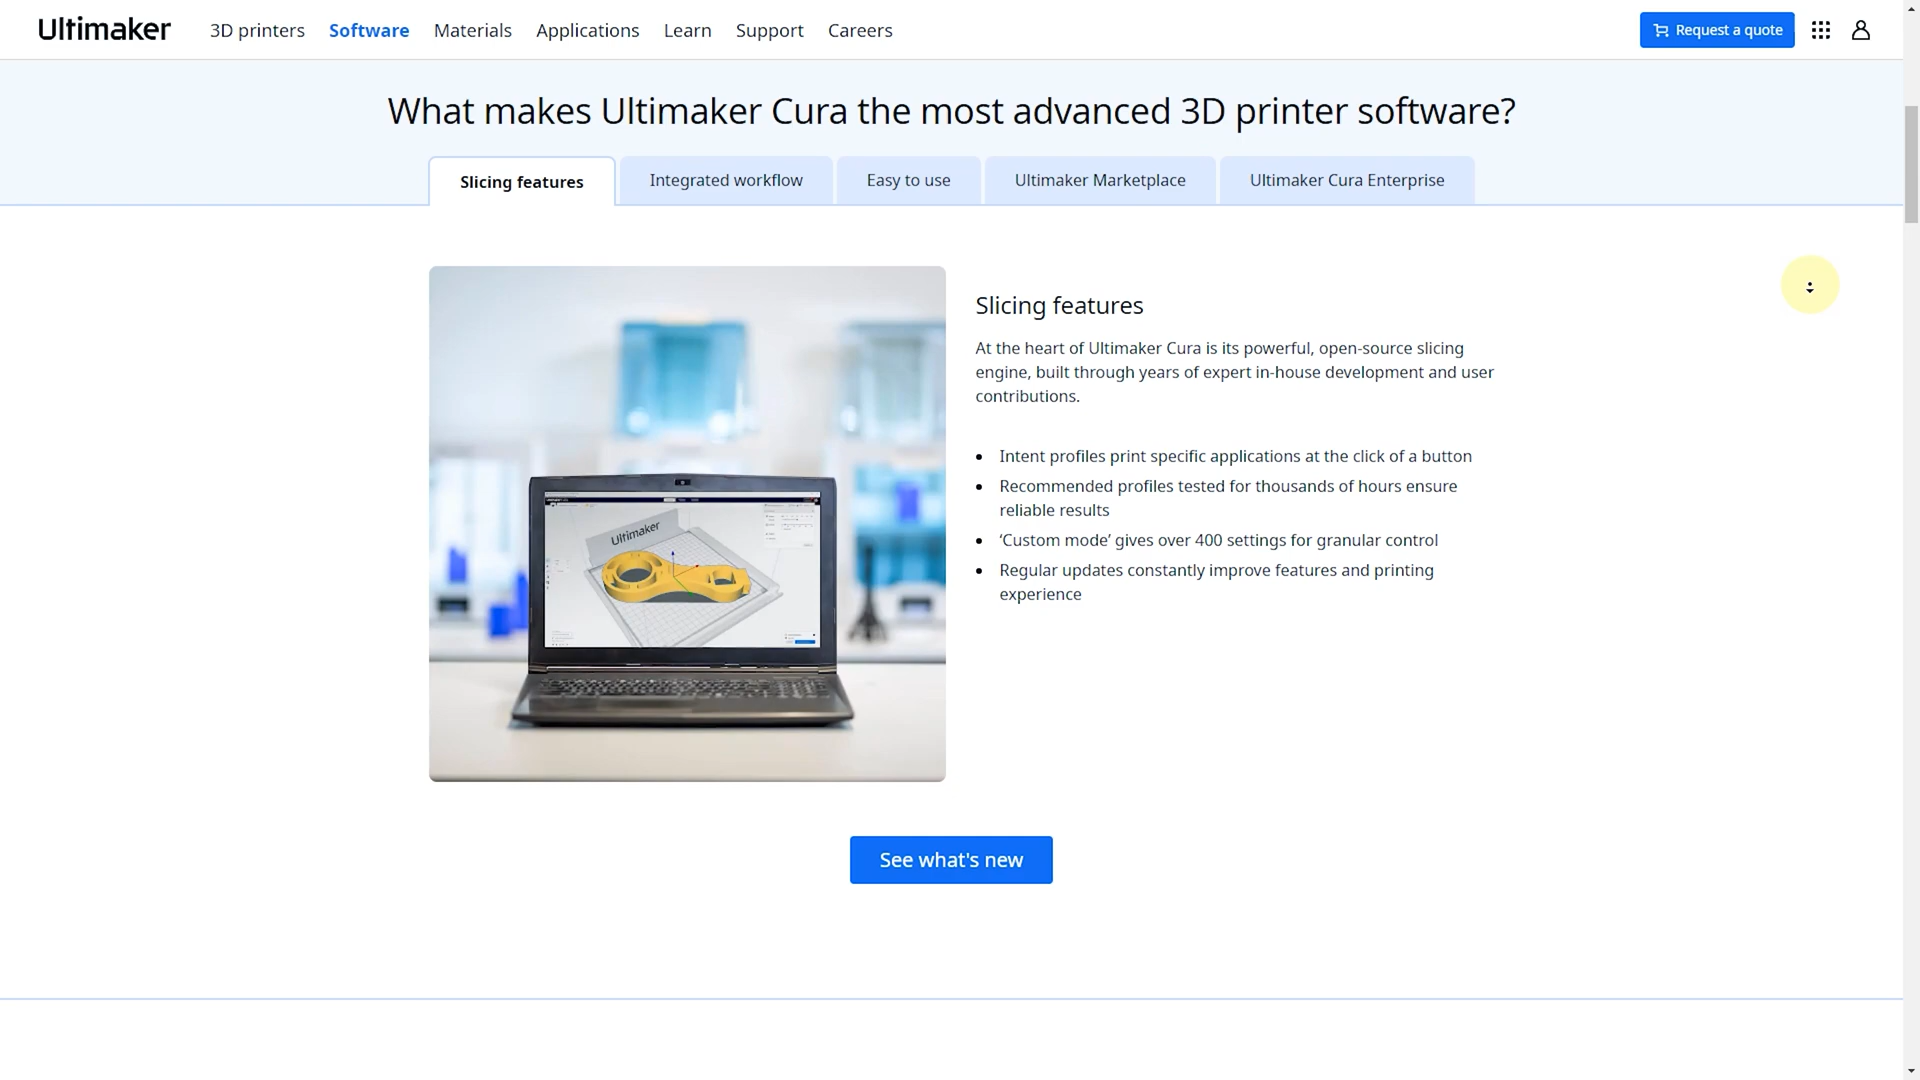 Ultimaker
3D printers
Software
Materials
Applications
Learn
Support
Careers
Request a quote
What makes Ultimaker Cura the most advanced 3D printer software?
Slicing features
Integrated workflow
Easy to use
Ultimaker Marketplace
Ultimaker Cura Enterprise
Ultimaker
Slicing features
At the heart of Ultimaker Cura is its powerful, open-source slicing
engine, built through years of expert in-house development and user
contributions.
• Intent profiles print specific applications at the click of a button
• Recommended profiles tested for thousands of hours ensure
reliable results
• ‘Custom mode’ gives over 400 settings for granular control
• Regular updates constantly improve features and printing
experience
See what's new